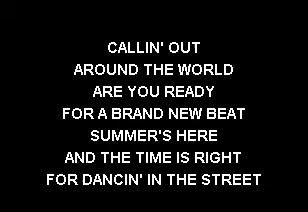 CALLIN' OUT
AROUND THE WORLD
ARE YOU READY
FOR A BRAND NEW BEAT
SUMMER'S HERE
AND THE TIME IS RIGHT
FOR DANCIN' IN THE STREET